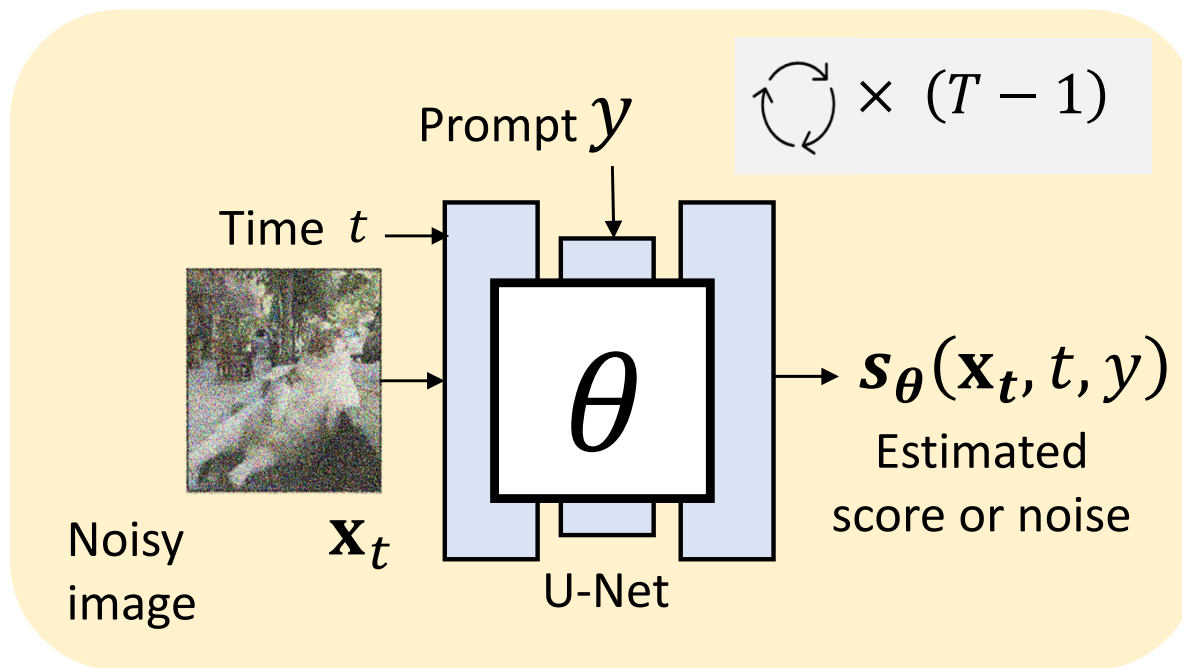 × (T − 1)
Prompt y
Time t
θ
s_θ(x_t, t, y)
Estimated
score or noise
Noisy
image
x_t
U-Net